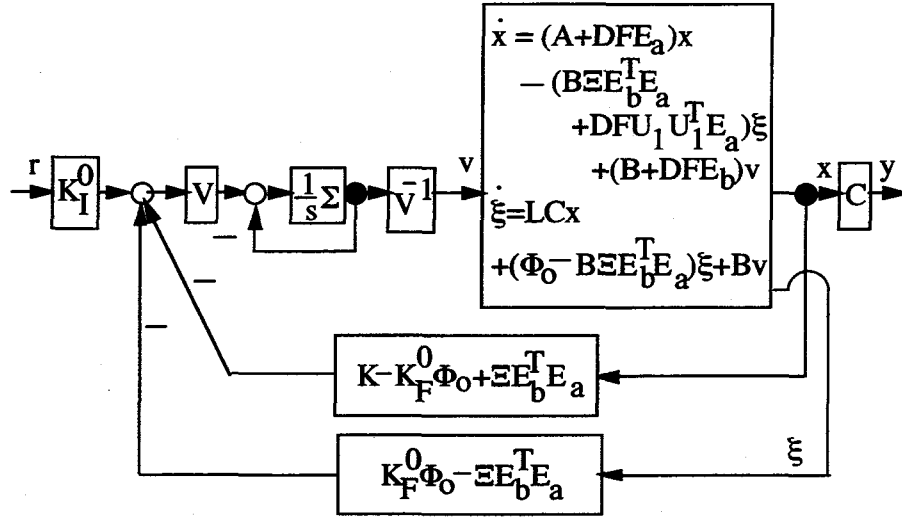 r
K_I^0
−
V
−
1/s Σ
V^{-1}
v
ẋ = (A+DFE_a)x
− (BΞE_b^T E_a
+DFU_1 U_1^T E_a)ξ
+(B+DFE_b)v
ξ̇=LCx
+(Φ_o− BΞE_b^T E_a)ξ+Bv
x
C
y
−
K−K_F^0 Φ_o+ΞE_b^T E_a
K_F^0 Φ_o−ΞE_b^T E_a
ξ